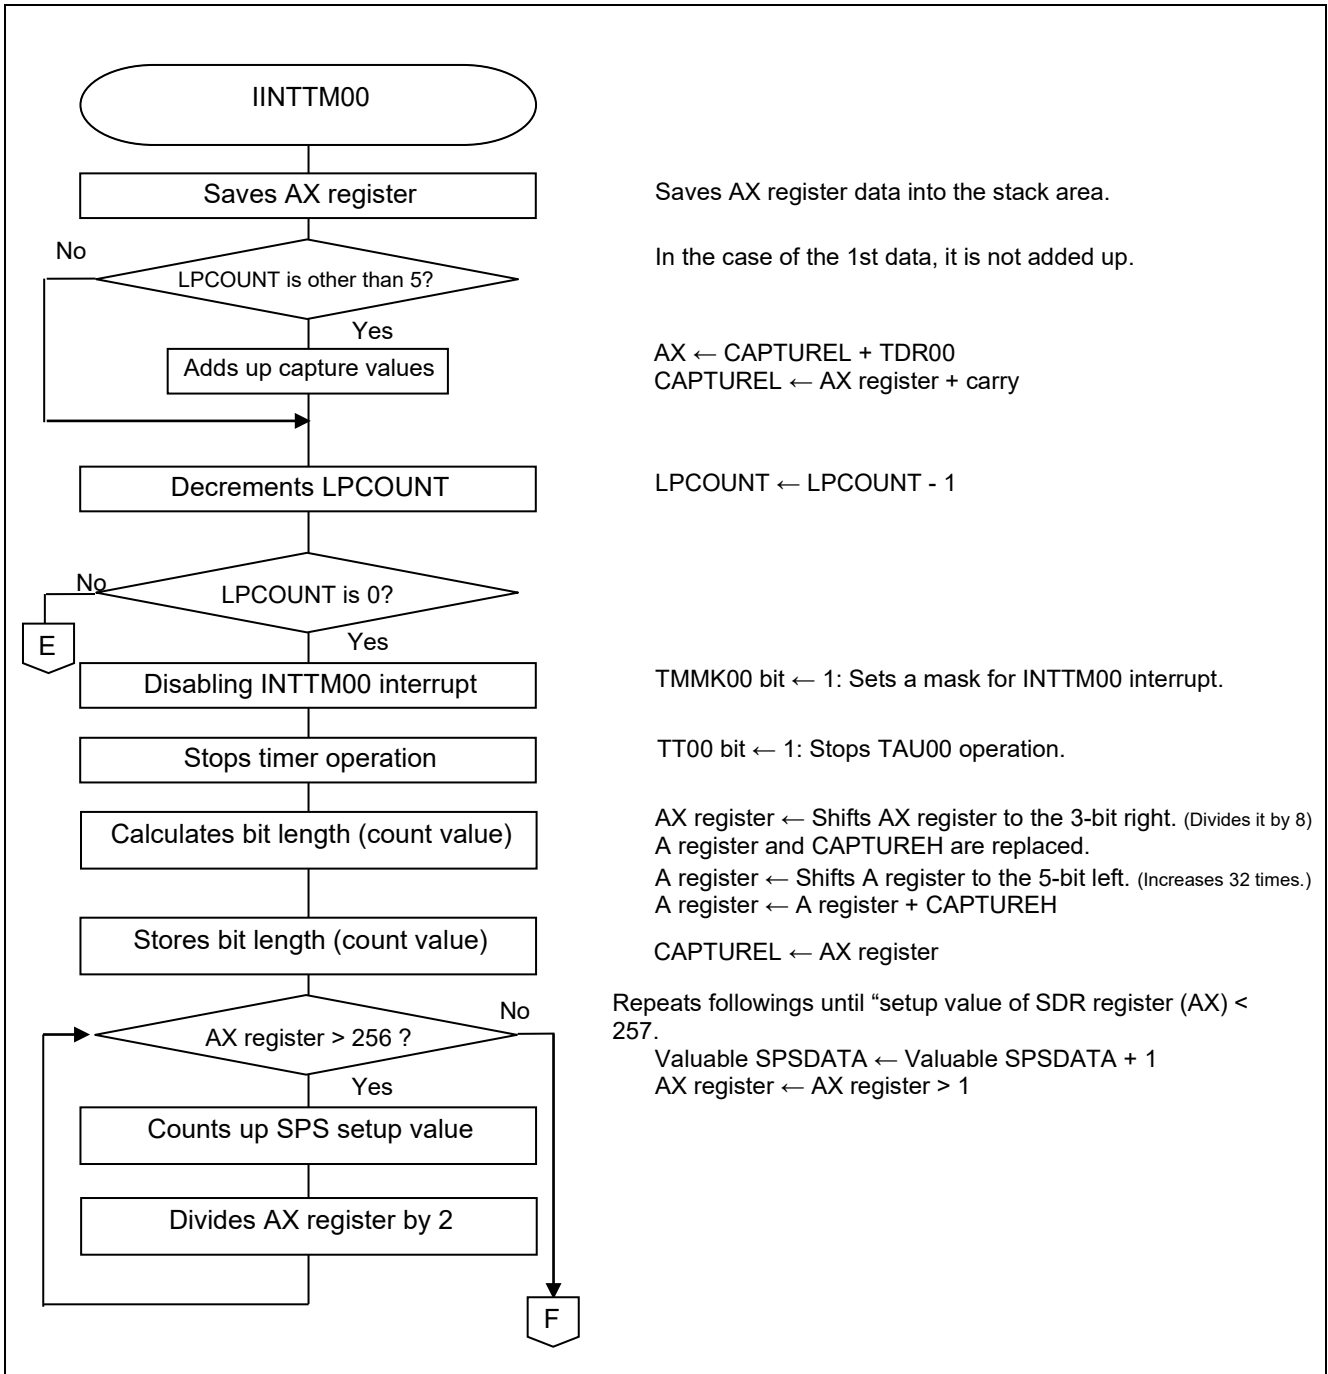 IINTTM00
Saves AX register
Saves AX register data into the stack area.
No
LPCOUNT is other than 5?
In the case of the 1st data, it is not added up.
Yes
Adds up capture values
AX ← CAPTUREL + TDR00
CAPTUREL ← AX register + carry
Decrements LPCOUNT
LPCOUNT ← LPCOUNT - 1
No
LPCOUNT is 0?
E
Yes
Disabling INTTM00 interrupt
TMMK00 bit ← 1: Sets a mask for INTTM00 interrupt.
Stops timer operation
TT00 bit ← 1: Stops TAU00 operation.
Calculates bit length (count value)
AX register ← Shifts AX register to the 3-bit right. (Divides it by 8)
A register and CAPTUREH are replaced.
A register ← Shifts A register to the 5-bit left. (Increases 32 times.)
A register ← A register + CAPTUREH
Stores bit length (count value)
CAPTUREL ← AX register
No
AX register > 256 ?
Repeats followings until “setup value of SDR register (AX) <
257.
Valuable SPSDATA ← Valuable SPSDATA + 1
AX register ← AX register > 1
Yes
Counts up SPS setup value
Divides AX register by 2
F